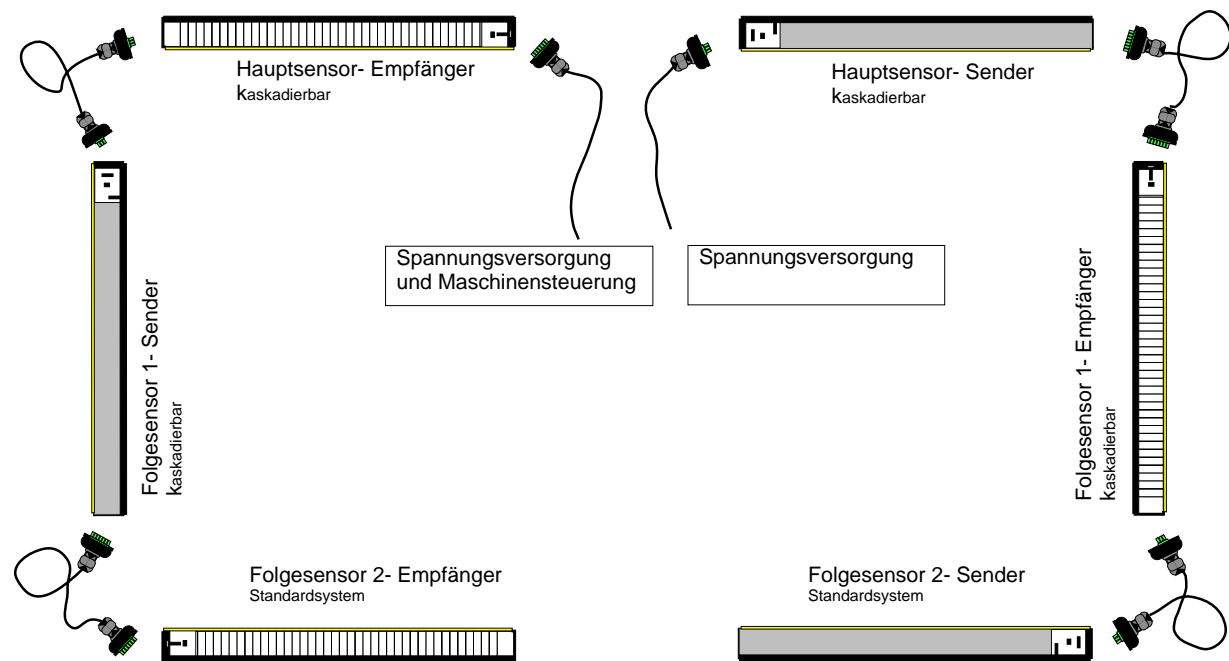 Hauptsensor- Empfänger
kaskadierbar
Hauptsensor- Sender
kaskadierbar
Spannungsversorgung
und Maschinensteuerung
Spannungsversorgung
Folgesensor 1- Sender
kaskadierbar
Folgesensor 1- Empfänger
kaskadierbar
Folgesensor 2- Empfänger
Standardsystem
Folgesensor 2- Sender
Standardsystem